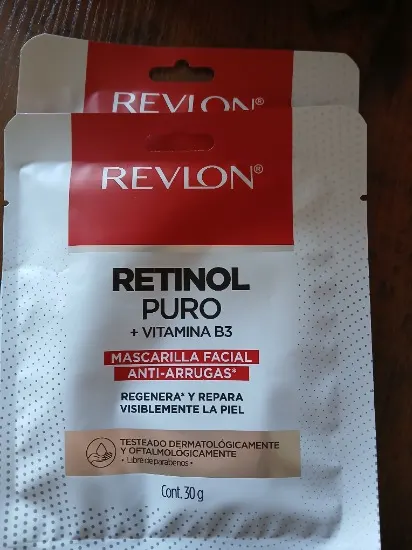 REVLON®
REVLON®
RETINOL
PURO
+ VITAMINA B3
MASCARILLA FACIAL
ANTI-ARRUGAS*
REGENERA* Y REPARA
VISIBLEMENTE LA PIEL
TESTEADO DERMATOLÓGICAMENTE
Y OFTALMOLÓGICAMENTE
• Libre de parabenos •
Cont. 30 g